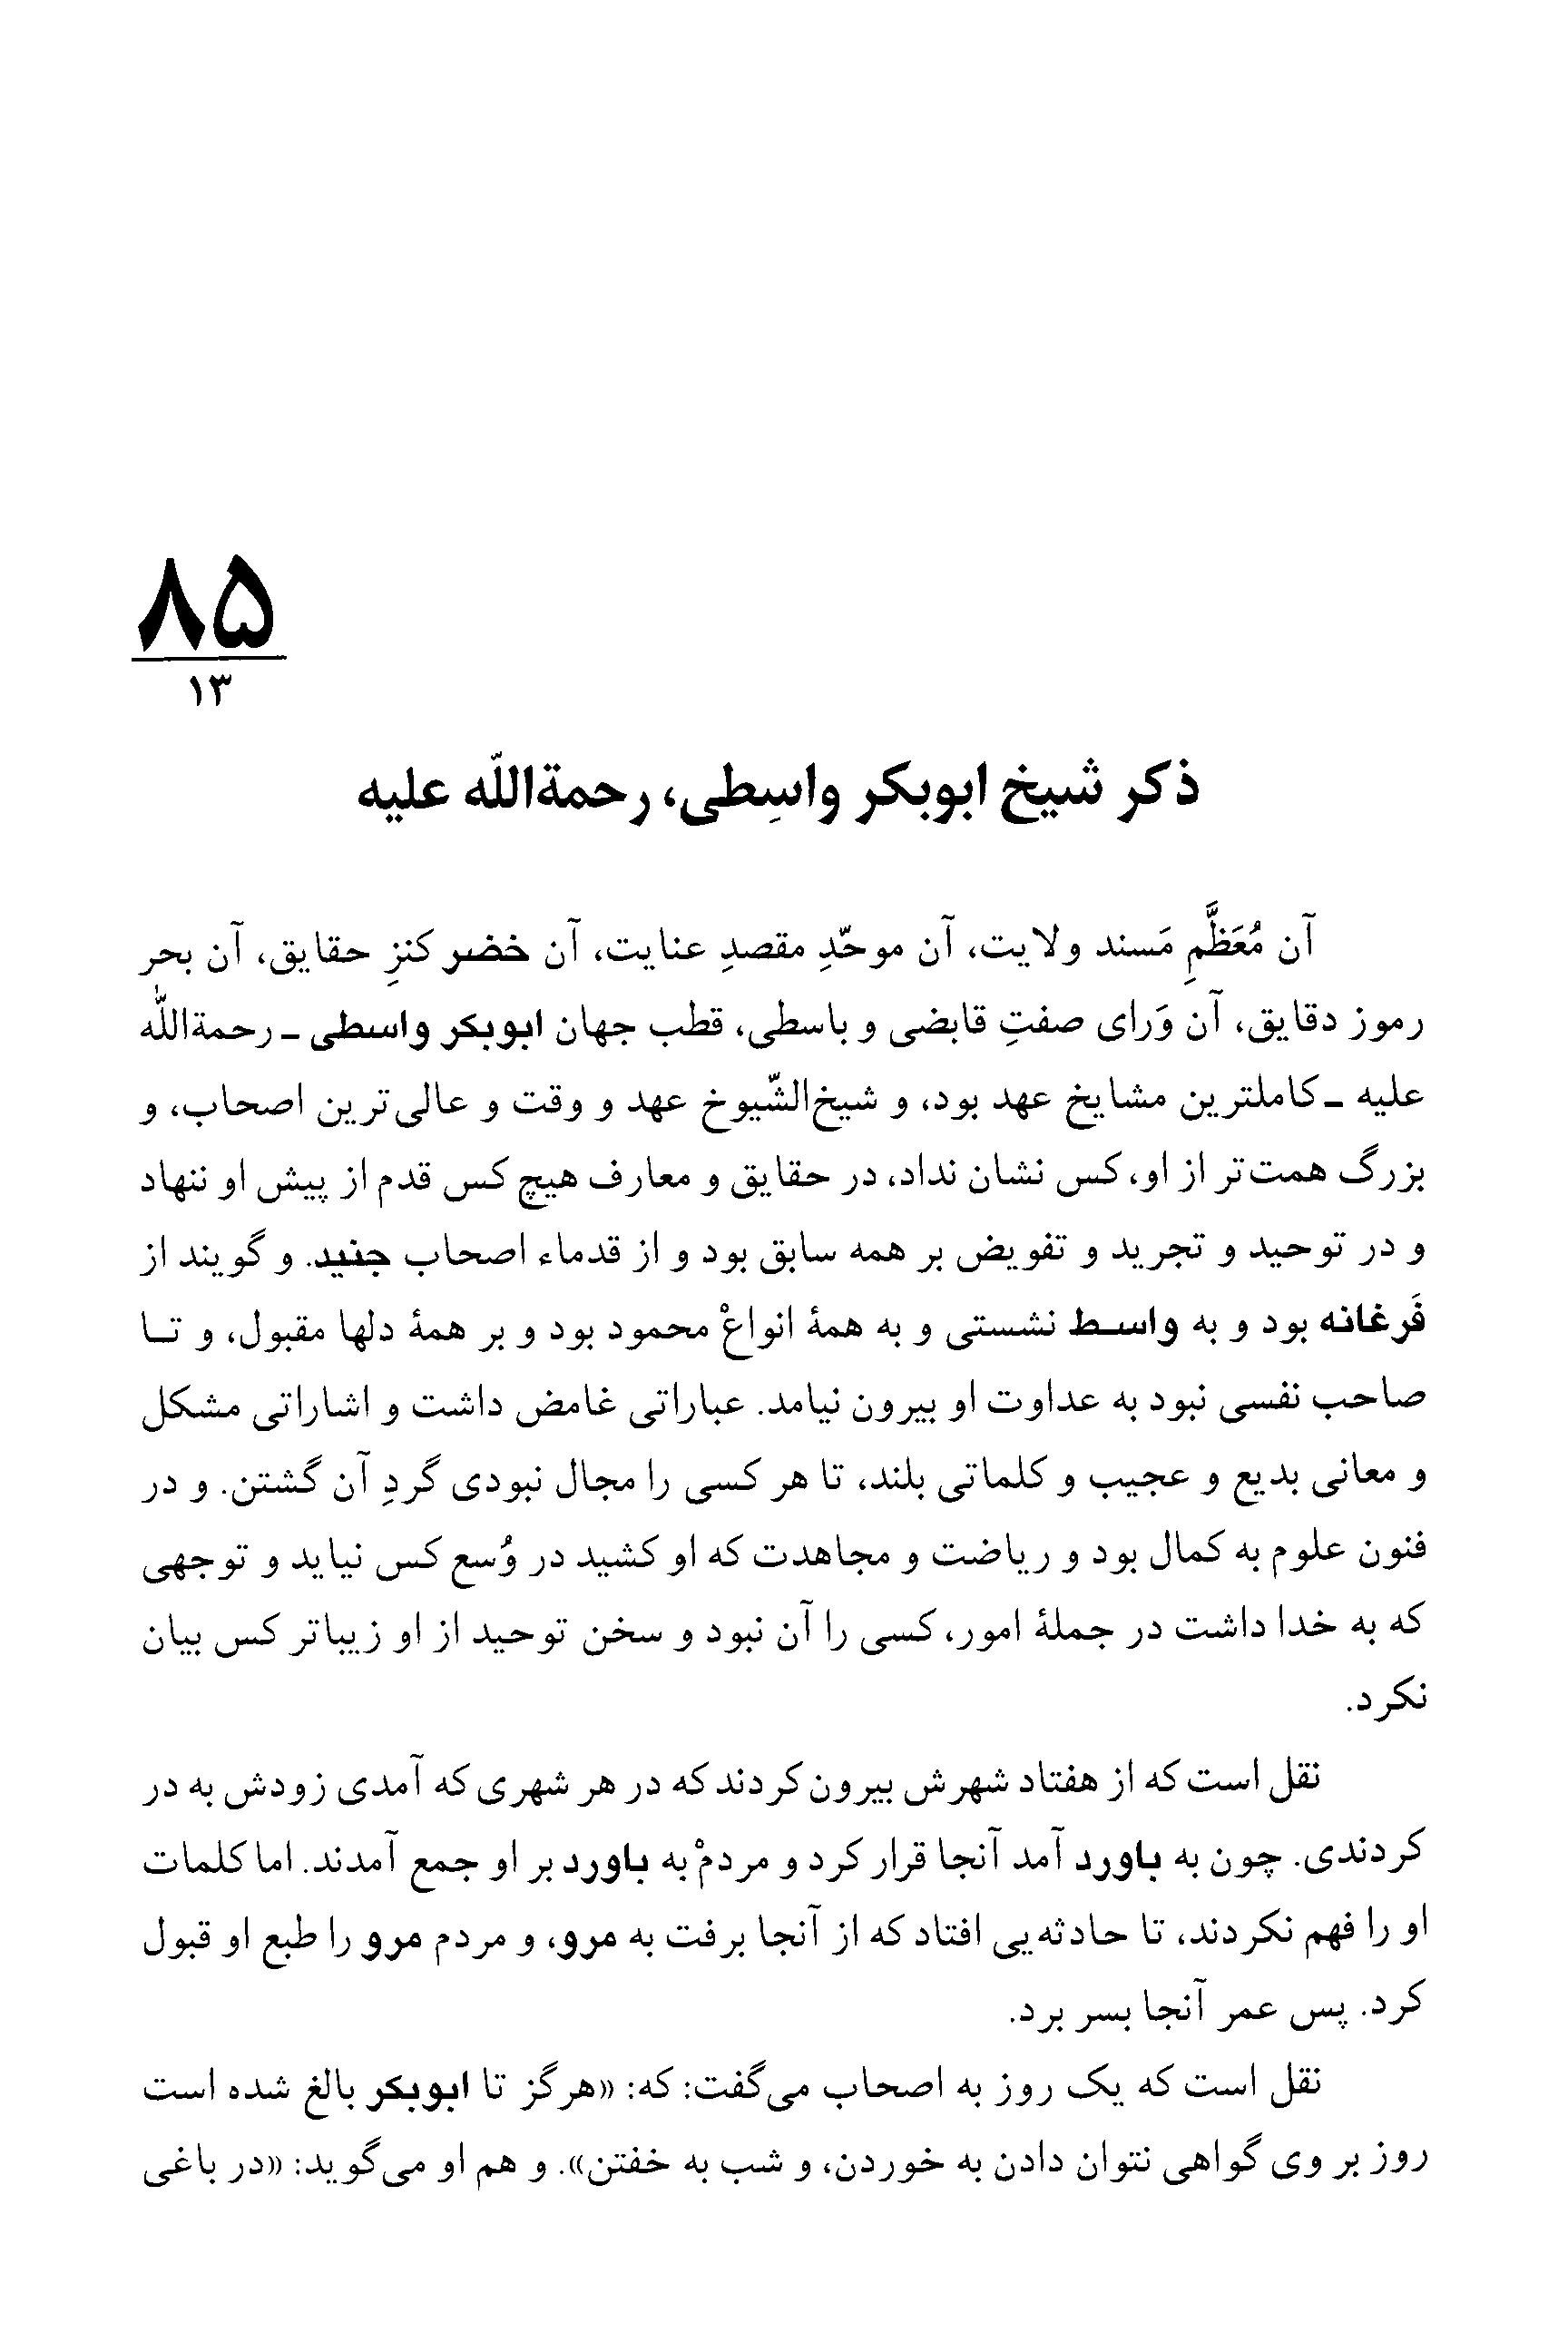 ۸۵
۱۳
ذکر شیخ ابوبکر واسِطی، رحمةاللّه علیه
آن مُعَظَّمِ مَسند ولایت، آن موحّدِ مقصدِ عنایت، آن خضر کنزِ حقایق، آن بحر
رموز دقایق، آن وَرای صفتِ قابضی و باسطی، قطب جهان ابوبکر واسطی ـ رحمةاللّه
علیه ـ کاملترین مشایخ عهد بود، و شیخ‌الشّیوخ عهد و وقت و عالی‌ترین اصحاب، و
بزرگ همت‌تر از او، کس نشان نداد، در حقایق و معارف هیچ کس قدم از پیش او ننهاد
و در توحید و تجرید و تفویض بر همه سابق بود و از قدماء اصحاب جنید. و گویند از
فَرغانه بود و به واسـط نشستی و به همهٔ انواعْ محمود بود و بر همهٔ دلها مقبول، و تـا
صاحب نفسی نبود به عداوت او بیرون نیامد. عباراتی غامض داشت و اشاراتی مشکل
و معانی بدیع و عجیب و کلماتی بلند، تا هر کسی را مجال نبودی گردِ آن گشتن. و در
فنون علوم به کمال بود و ریاضت و مجاهدت که او کشید در وُسع کس نیاید و توجهی
که به خدا داشت در جملهٔ امور، کسی را آن نبود و سخن توحید از او زیباتر کس بیان
نکرد.
نقل است که از هفتاد شهرش بیرون کردند که در هر شهری که آمدی زودش به در
کردندی. چون به باورد آمد آنجا قرار کرد و مردمْ به باورد بر او جمع آمدند. اما کلمات
او را فهم نکردند، تا حادثه‌یی افتاد که از آنجا برفت به مرو، و مردم مرو را طبع او قبول
کرد. پس عمر آنجا بسر برد.
نقل است که یک روز به اصحاب می‌گفت: که: «هرگز تا ابوبکر بالغ شده است
روز بر وی گواهی نتوان دادن به خوردن، و شب به خفتن». و هم او می‌گوید: «در باغی